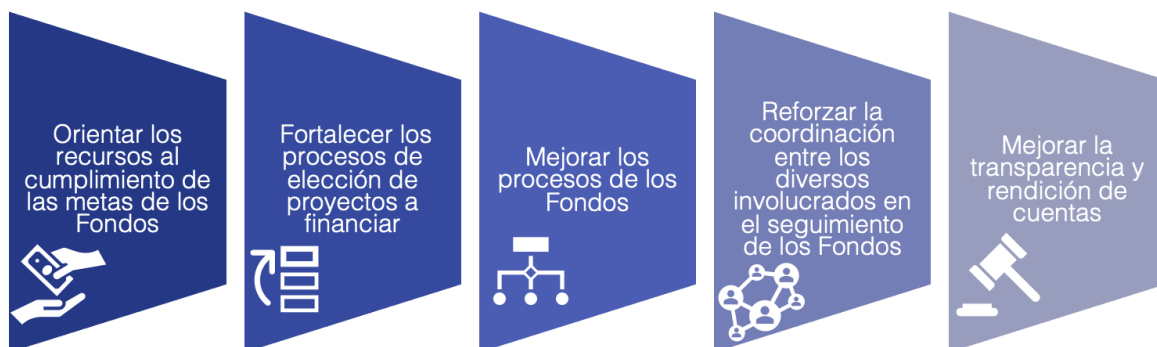 Orientar los
recursos al
cumplimiento de
las metas de los
Fondos
Fortalecer los
procesos de
elección de
proyectos a
financiar
Mejorar los
procesos de los
Fondos
Reforzar la
coordinación
entre los
diversos
involucrados en
el seguimiento
de los Fondos
Mejorar la
transparencia y
rendición de
cuentas